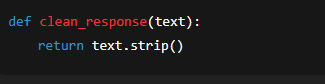 def clean_response(text):
    return text.strip()